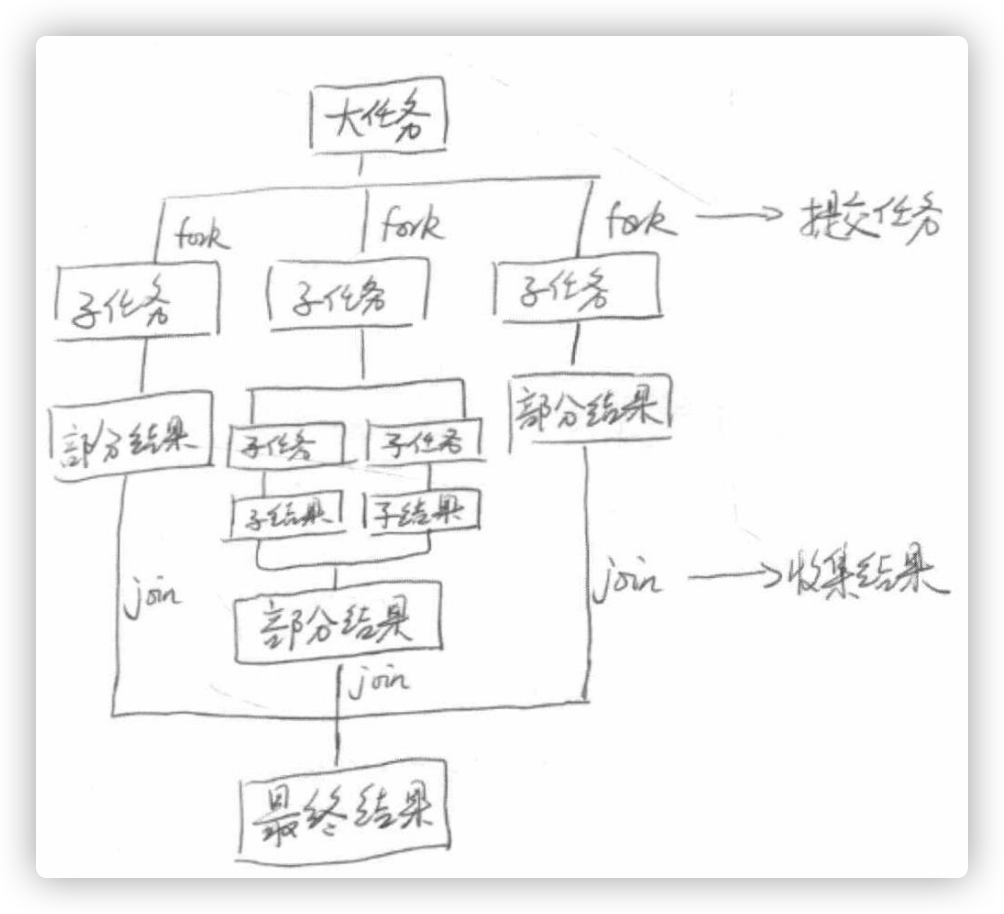 大任务
fork
fork
fork
提交任务
子任务
子任务
子任务
部分结果
子任务
子任务
部分结果
子结果
子结果
join
部分结果
join
收集结果
join
最终结果